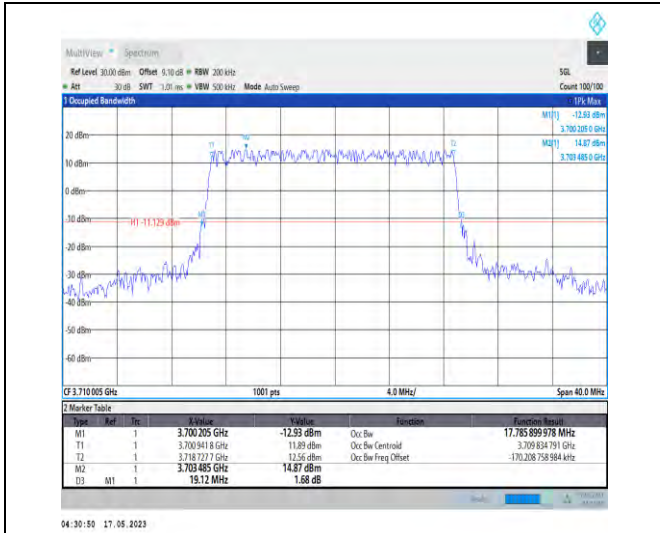 MultiView Spectrum
Ref Level 30.00 dBm Offset 9.10 dB RBW 200 kHz SGL
Att 30 dB SWT 1.01 ms VBW 500 kHz Mode Auto Sweep Count 100/100
1 Occupied Bandwidth 1Pk Max
M1[1] -12.93 dBm
3.700 205 0 GHz
M2[1] 14.87 dBm
3.703 485 0 GHz
20 dBm
T1 M2 T2
10 dBm
0 dBm
-10 dBm
H1 -11.129 dBm
-20 dBm
-30 dBm
-40 dBm
-50 dBm
-60 dBm
CF 3.710 005 GHz 1001 pts 4.0 MHz/ Span 40.0 MHz
2 Marker Table
Type Ref Trc X-Value Y-Value Function Function Result
M1 1 3.700 205 GHz -12.93 dBm Occ Bw 17.785 899 978 MHz
T1 1 3.700 941 8 GHz 11.89 dBm Occ Bw Centroid 3.709 834 791 GHz
T2 1 3.718 727 7 GHz 12.56 dBm Occ Bw Freq Offset -170.208 758 984 kHz
M2 1 3.703 485 GHz 14.87 dBm
D3 M1 1 19.12 MHz 1.68 dB
04:30:50 17.05.2023